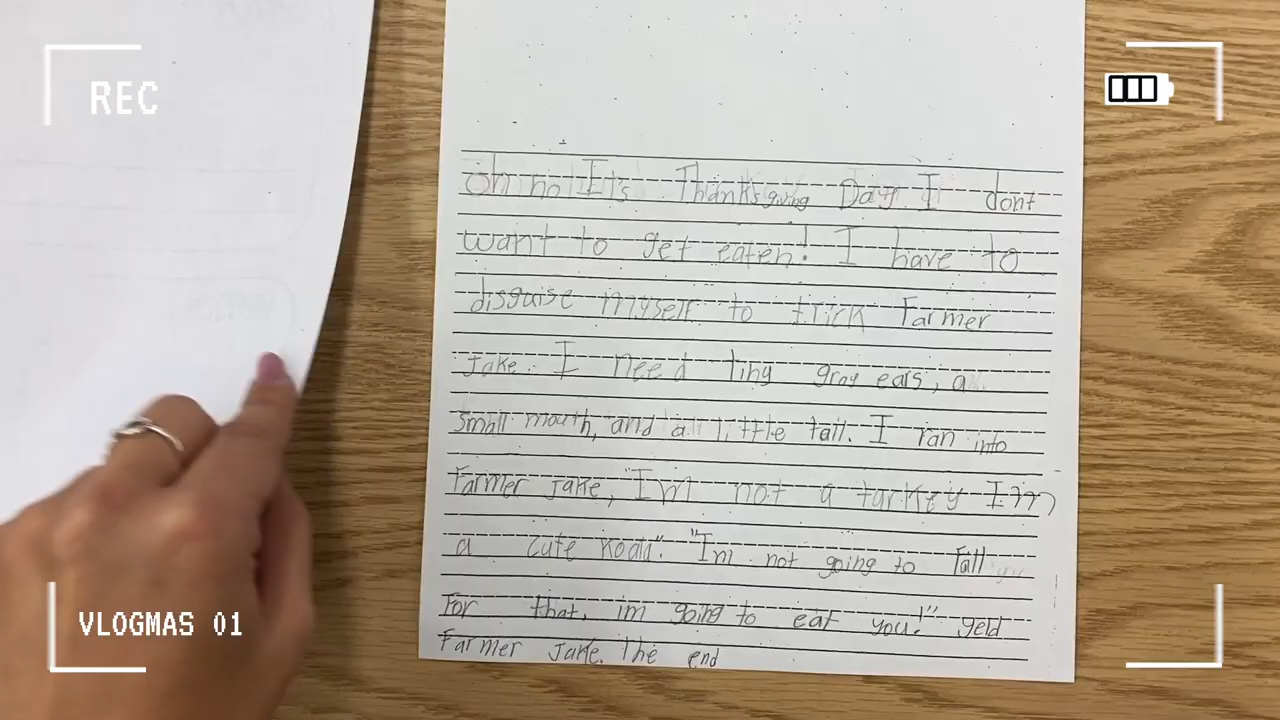 REC
oh no! It's Thanksgiving Day! I dont
want to get eaten! I have to
disguise myself to trick Farmer
Jake. I need tiny gray ears, a
small mouth, and a little tall. I ran into
Farmer Jake, "I'm not a turkey I'm
a cute koala". "I'm not going to fall
for that, im going to eat you!" yeld
Farmer Jake. The end
VLOGMAS 01